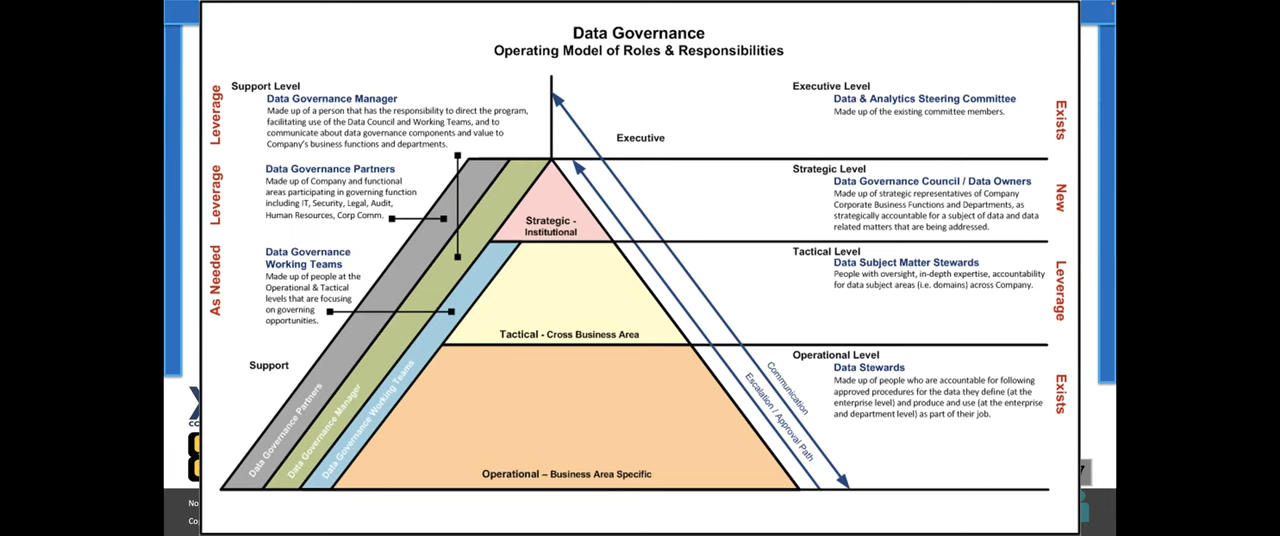 Data Governance
Operating Model of Roles & Responsibilities
Support Level
Data Governance Manager
Made up of a person that has the responsibility to direct the program,
facilitating use of the Data Council and Working Teams, and to
communicate about data governance components and value to
Company's business functions and departments.
Leverage
Data Governance Partners
Made up of Company and functional
areas participating in governing function
including IT, Security, Legal, Audit,
Human Resources, Corp Comm.
Leverage
Data Governance
Working Teams
Made up of people at the
Operational & Tactical
levels that are focusing
on governing
opportunities.
As Needed
Support
Data Governance Partners
Data Governance Manager
Data Governance Working Teams
Executive
Strategic -
Institutional
Tactical - Cross Business Area
Operational – Business Area Specific
Communication
Escalation / Approval Path
Executive Level
Data & Analytics Steering Committee
Made up of the existing committee members.
Exists
Strategic Level
Data Governance Council / Data Owners
Made up of strategic representatives of Company
Corporate Business Functions and Departments, as
strategically accountable for a subject of data and data
related matters that are being addressed.
New
Tactical Level
Data Subject Matter Stewards
People with oversight, in-depth expertise, accountability
for data subject areas (i.e. domains) across Company.
Leverage
Operational Level
Data Stewards
Made up of people who are accountable for following
approved procedures for the data they define (at the
enterprise level) and produce and use (at the enterprise
and department level) as part of their job.
Exists